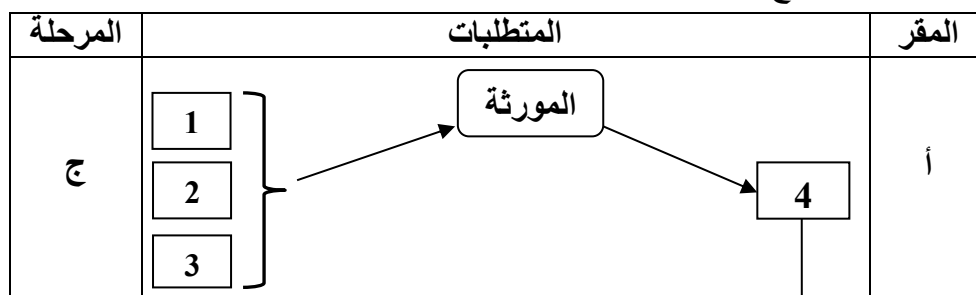 المقر المتطلبات المرحلة
المورثة
1
أ
ج
2
4
3